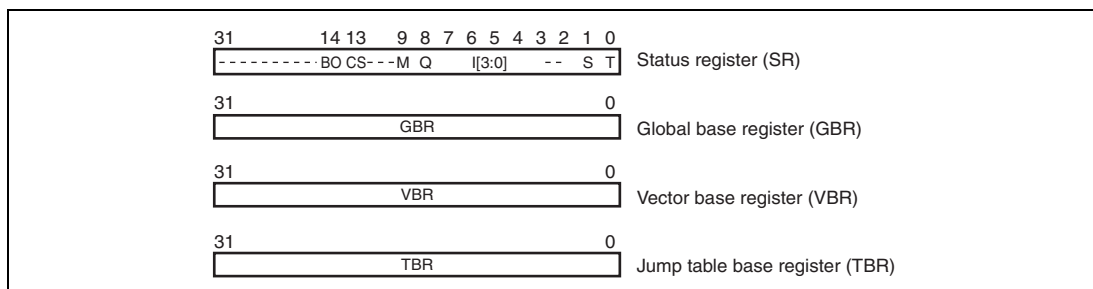 31 14 13 9 8 7 6 5 4 3 2 1 0
- - - - - - - - - - BO CS- - -M Q I[3:0] - - S T Status register (SR)
31 0
GBR Global base register (GBR)
31 0
VBR Vector base register (VBR)
31 0
TBR Jump table base register (TBR)